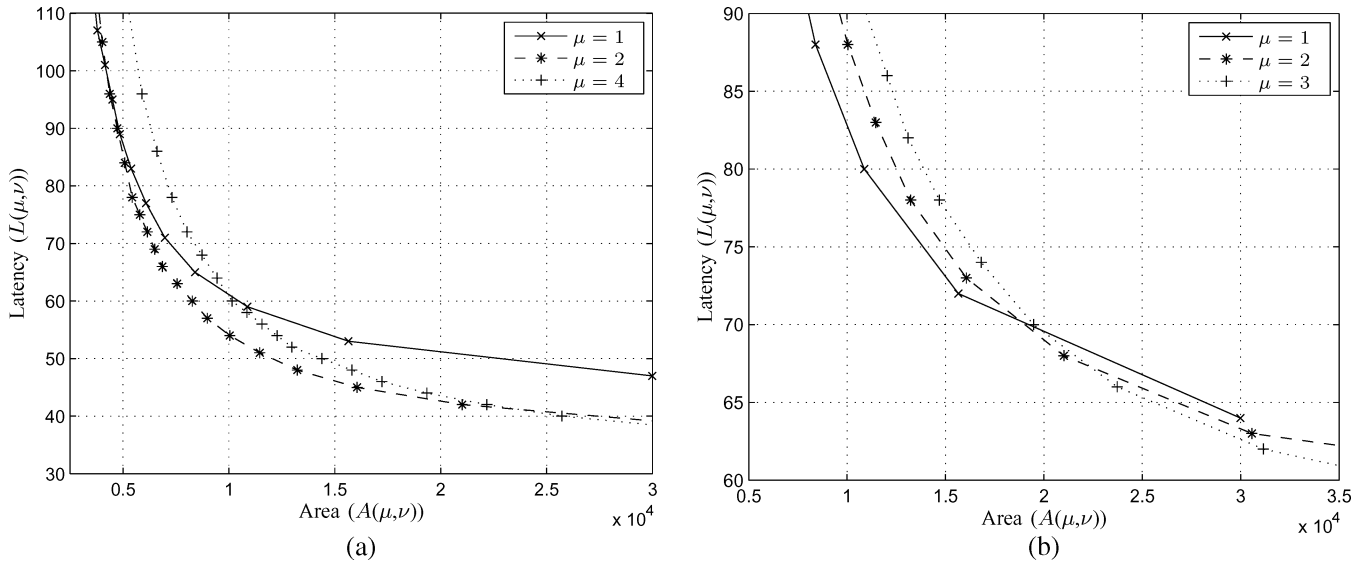 110
100
90
80
70
60
50
40
30
Latency (L(μ,ν))
0.5
1
1.5
2
2.5
3
x 10^4
Area (A(μ,ν))
μ = 1
μ = 2
μ = 4
(a)
90
85
80
75
70
65
60
Latency (L(μ,ν))
0.5
1
1.5
2
2.5
3
3.5
x 10^4
Area (A(μ,ν))
μ = 1
μ = 2
μ = 3
(b)